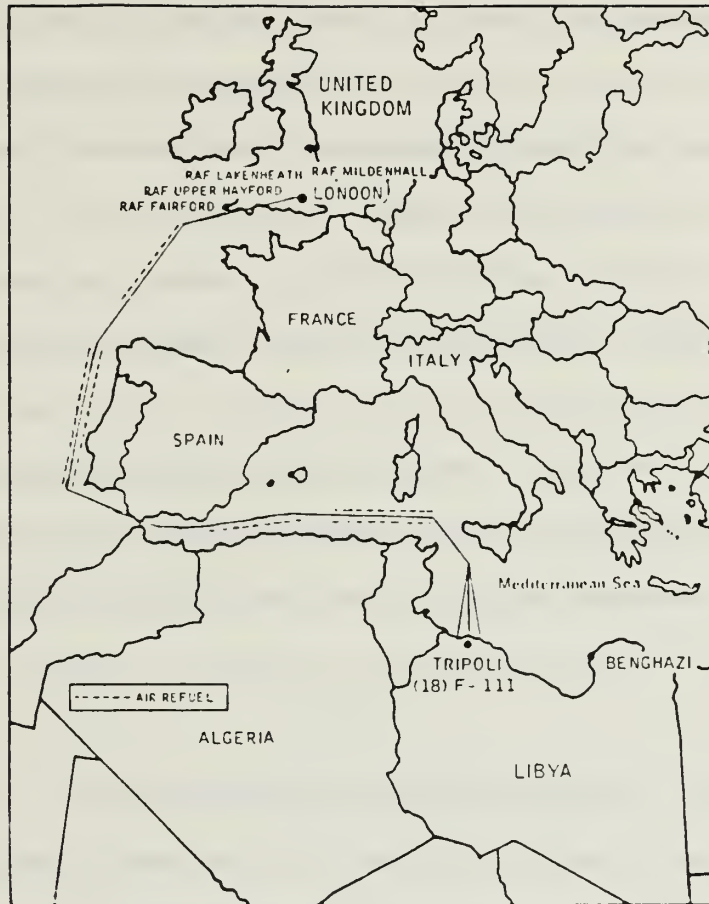 UNITED
KINGDOM
RAF LAKENHEATH RAF MILDENHALL
RAF UPPER HAYFORD
LONDON
RAF FAIRFORD
FRANCE
ITALY
SPAIN
Mediterranean Sea
TRIPOLI
(18) F-111
BENGHAZI
AIR REFUEL
ALGERIA
LIBYA